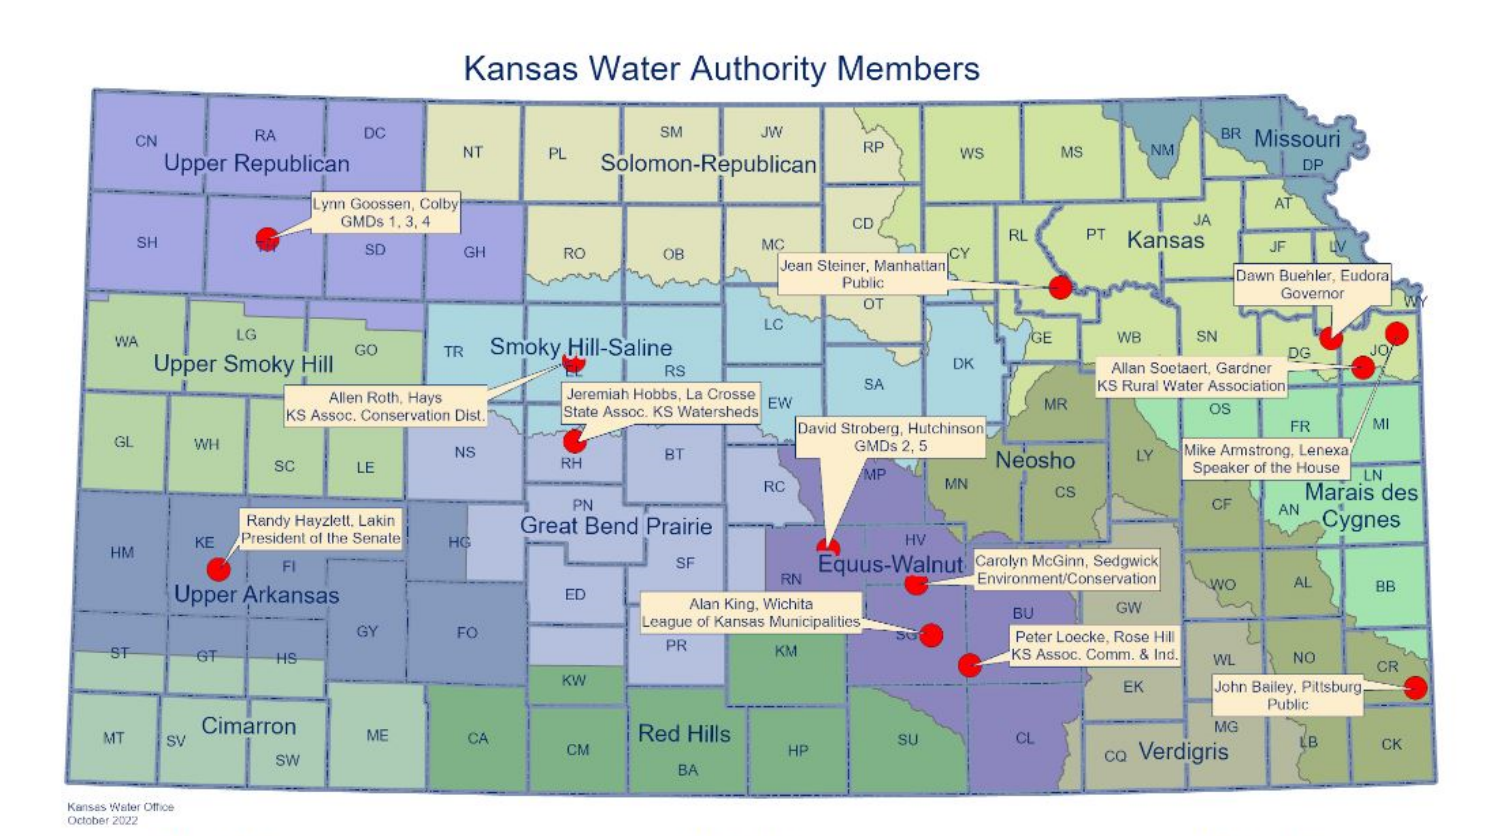 Kansas Water Authority Members
CN
RA
DC
Upper Republican
NT
PL
SM
JW
Solomon-Republican
RP
WS
MS
NM
BR
Missouri
DP
Lynn Goossen, Colby
GMDs 1, 3, 4
SH
SD
GH
RO
OB
MC
CD
CY
RL
PT
JA
Kansas
AT
JF
LV
Jean Steiner, Manhattan
Public
Dawn Buehler, Eudora
Governor
WY
WA
LG
GO
Upper Smoky Hill
TR
Smoky Hill-Saline
EL
RS
LC
OT
SA
DK
GE
WB
SN
DG
JO
Allen Roth, Hays
KS Assoc. Conservation Dist.
Jeremiah Hobbs, La Crosse
State Assoc. KS Watersheds
EW
Allan Soetaert, Gardner
KS Rural Water Association
MR
OS
FR
MI
David Stroberg, Hutchinson
GMDs 2, 5
Mike Armstrong, Lenexa
Speaker of the House
GL
WH
SC
LE
NS
RH
BT
RC
MP
MN
Neosho
CS
LY
CF
AN
LN
Marais des
Cygnes
Randy Hayzlett, Lakin
President of the Senate
HM
KE
FI
Upper Arkansas
HG
PN
Great Bend Prairie
SF
ED
RN
HV
Equus-Walnut
Carolyn McGinn, Sedgwick
Environment/Conservation
BU
GW
WO
AL
BB
Alan King, Wichita
League of Kansas Municipalities
SG
Peter Loecke, Rose Hill
KS Assoc. Comm. & Ind.
ST
GT
HS
GY
FO
PR
KM
KW
WL
NO
CR
EK
John Bailey, Pittsburg
Public
MT
SV
Cimarron
SW
ME
CA
CM
Red Hills
BA
HP
SU
CL
CQ
Verdigris
MG
LB
CK
Kansas Water Office
October 2022